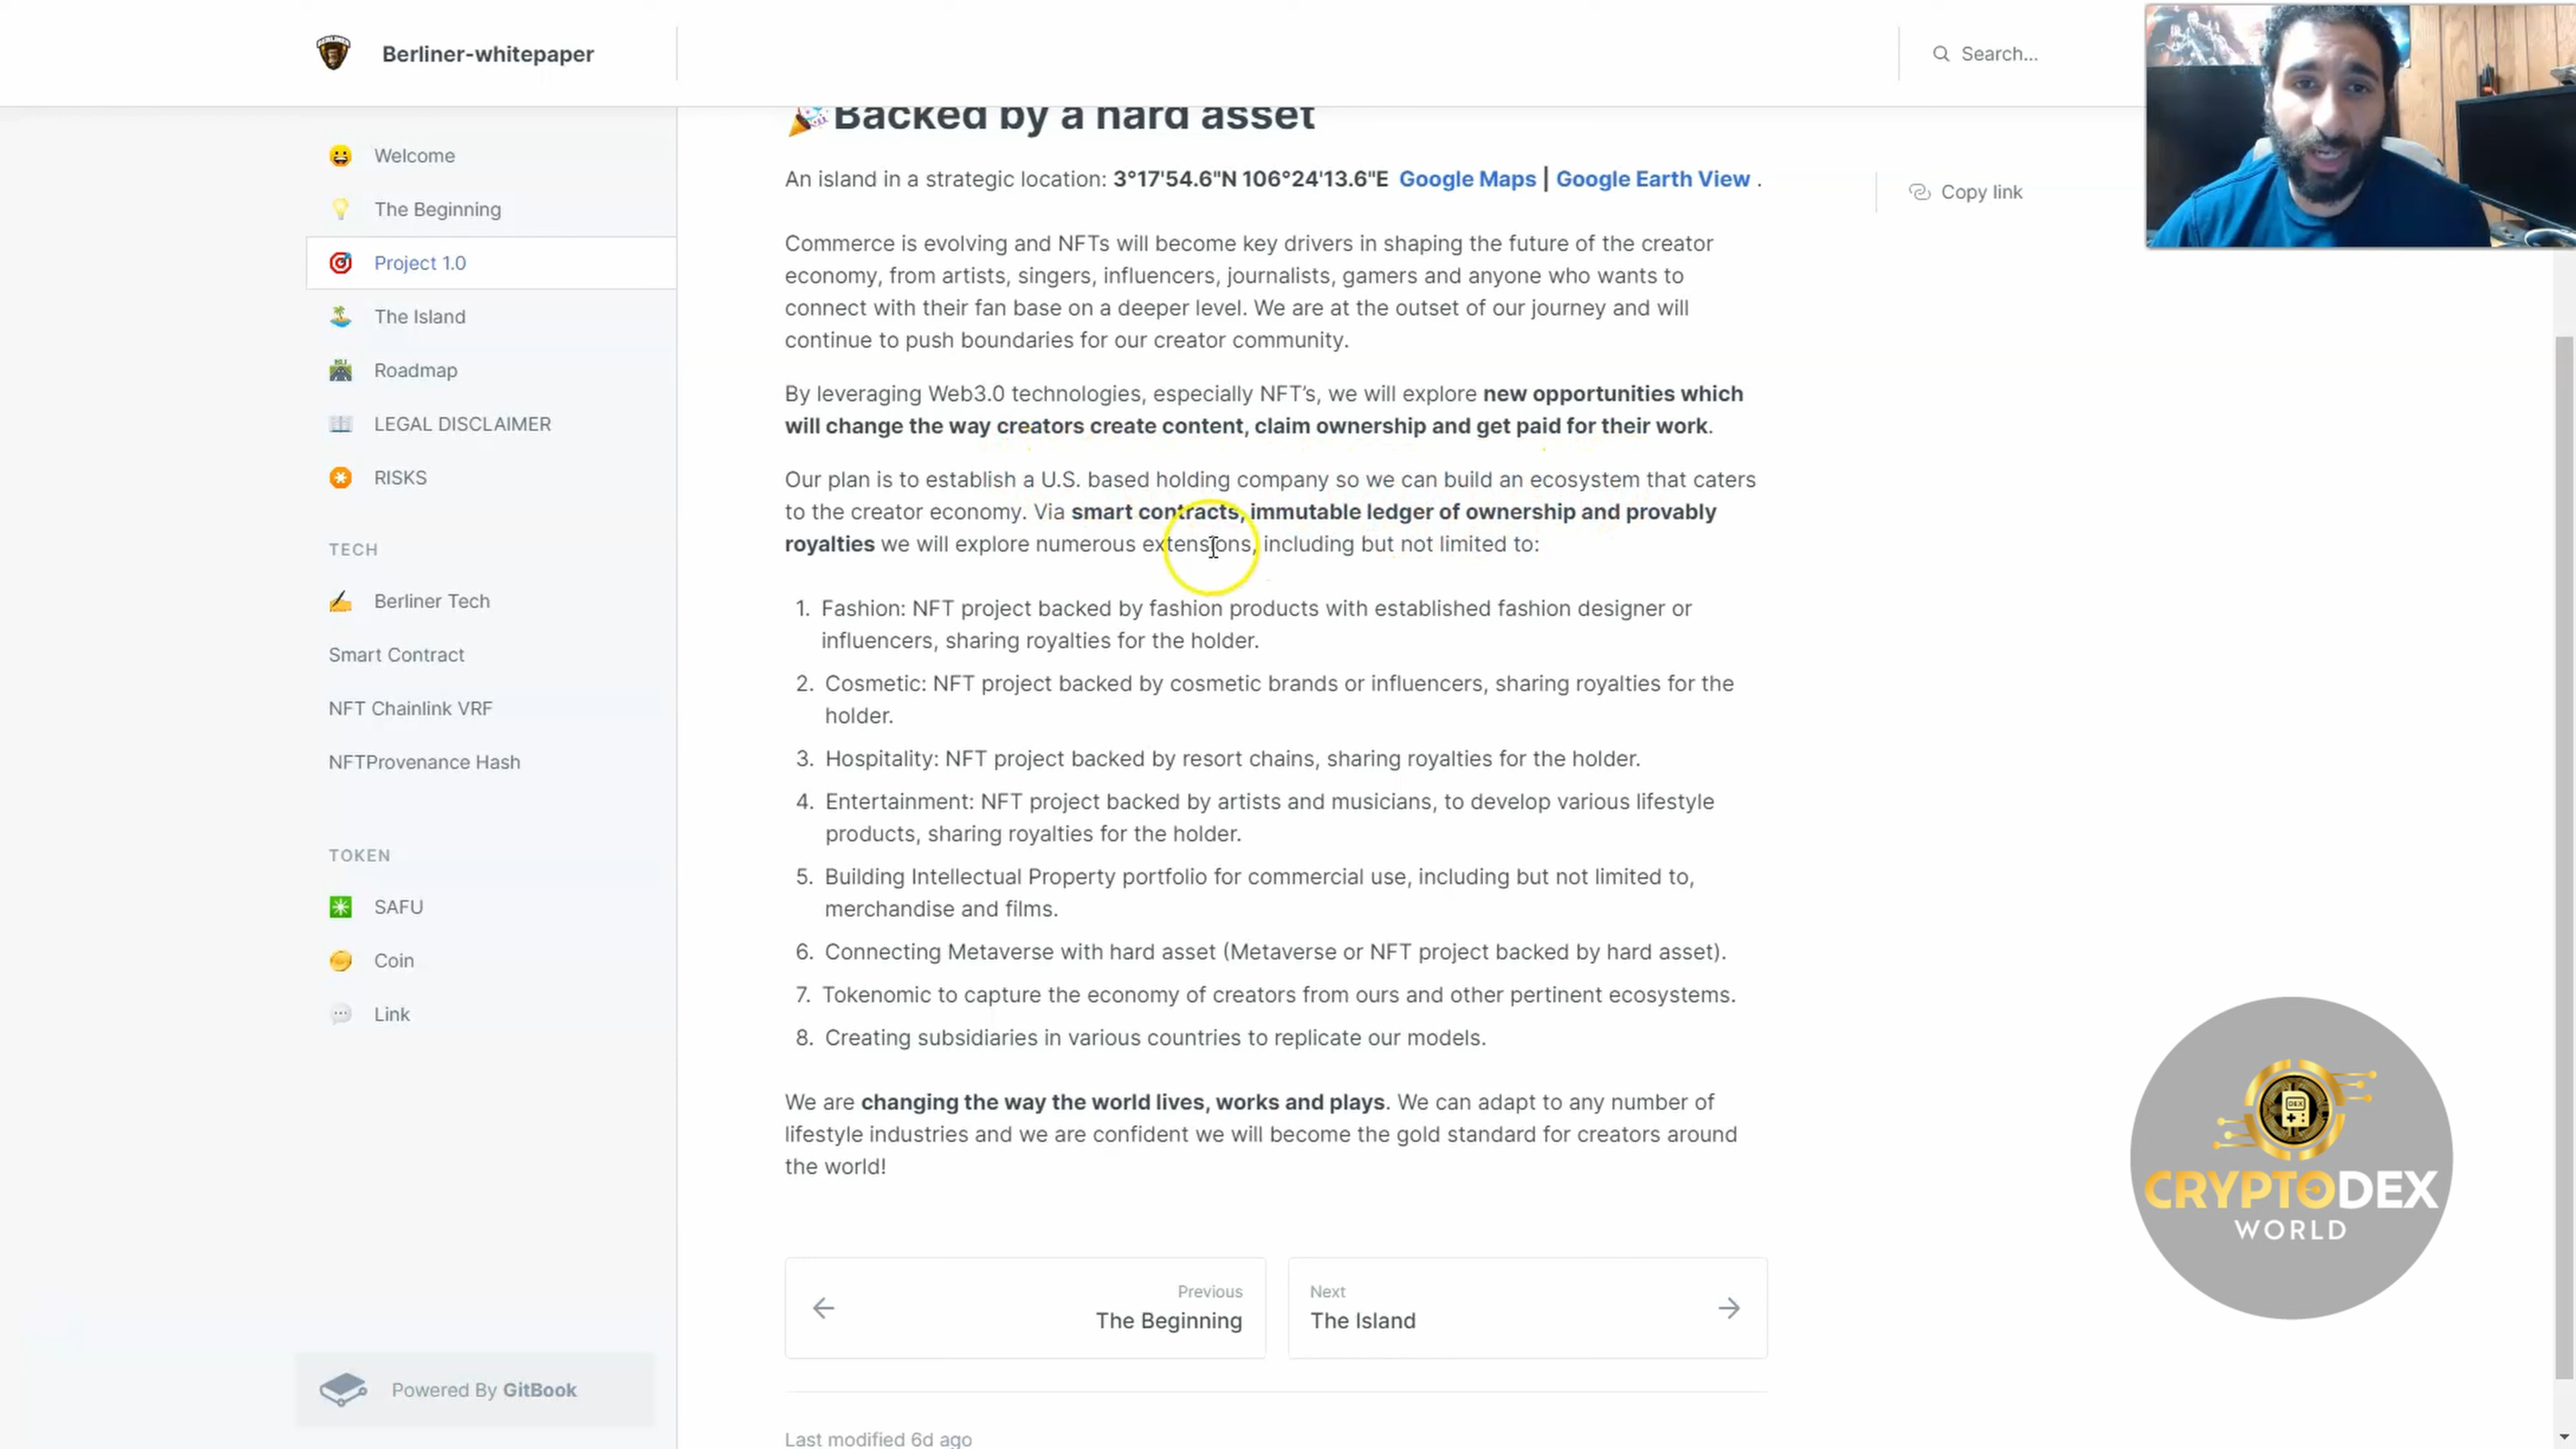 Berliner-whitepaper
Search...
Welcome
The Beginning
Project 1.0
The Island
Roadmap
LEGAL DISCLAIMER
RISKS
TECH
Berliner Tech
Smart Contract
NFT Chainlink VRF
NFTProvenance Hash
TOKEN
SAFU
Coin
Link
Powered By GitBook
Backed by a hard asset
An island in a strategic location: 3°17'54.6"N 106°24'13.6"E Google Maps | Google Earth View .
Copy link
Commerce is evolving and NFTs will become key drivers in shaping the future of the creator
economy, from artists, singers, influencers, journalists, gamers and anyone who wants to
connect with their fan base on a deeper level. We are at the outset of our journey and will
continue to push boundaries for our creator community.
By leveraging Web3.0 technologies, especially NFT’s, we will explore new opportunities which
will change the way creators create content, claim ownership and get paid for their work.
Our plan is to establish a U.S. based holding company so we can build an ecosystem that caters
to the creator economy. Via smart contracts, immutable ledger of ownership and provably
royalties we will explore numerous extensions, including but not limited to:
1. Fashion: NFT project backed by fashion products with established fashion designer or
influencers, sharing royalties for the holder.
2. Cosmetic: NFT project backed by cosmetic brands or influencers, sharing royalties for the
holder.
3. Hospitality: NFT project backed by resort chains, sharing royalties for the holder.
4. Entertainment: NFT project backed by artists and musicians, to develop various lifestyle
products, sharing royalties for the holder.
5. Building Intellectual Property portfolio for commercial use, including but not limited to,
merchandise and films.
6. Connecting Metaverse with hard asset (Metaverse or NFT project backed by hard asset).
7. Tokenomic to capture the economy of creators from ours and other pertinent ecosystems.
8. Creating subsidiaries in various countries to replicate our models.
We are changing the way the world lives, works and plays. We can adapt to any number of
lifestyle industries and we are confident we will become the gold standard for creators around
the world!
Previous
The Beginning
Next
The Island
Last modified 6d ago
DEX
CRYPTODEX
WORLD